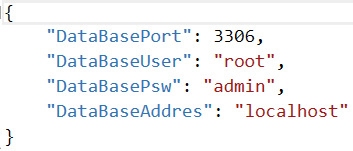 {
    "DataBasePort": 3306,
    "DataBaseUser": "root",
    "DataBasePsw": "admin",
    "DataBaseAddres": "localhost"
}